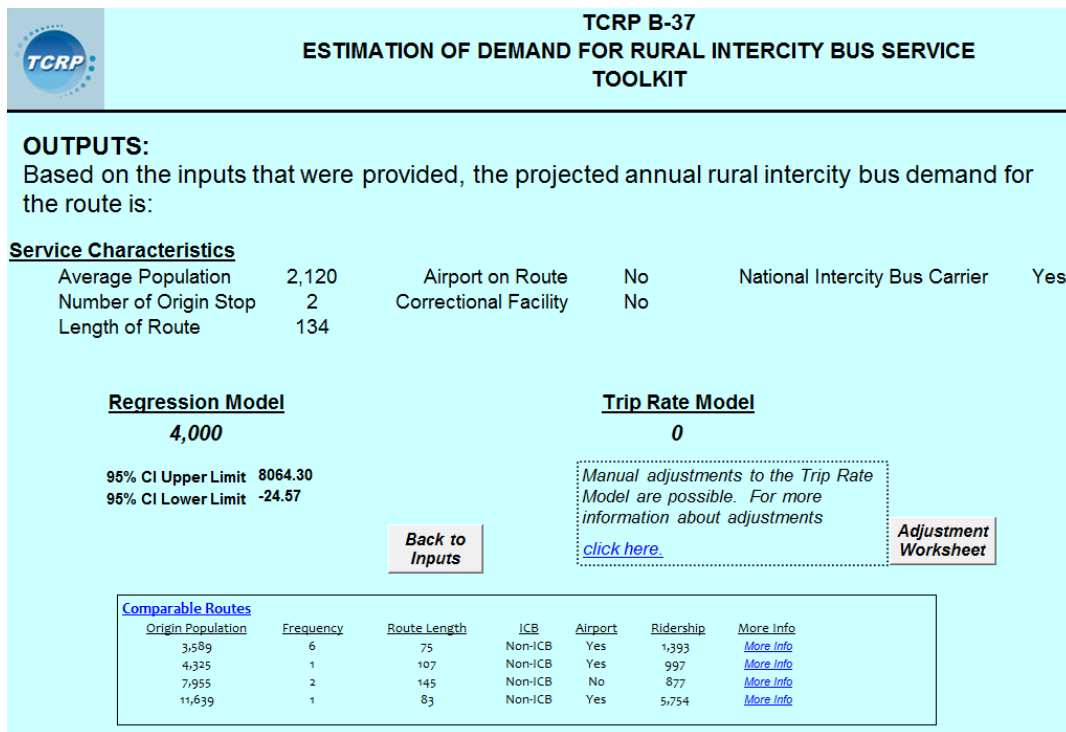 TCRP
TCRP B-37
ESTIMATION OF DEMAND FOR RURAL INTERCITY BUS SERVICE
TOOLKIT
OUTPUTS:
Based on the inputs that were provided, the projected annual rural intercity bus demand for
the route is:
Service Characteristics
Average Population 2,120 Airport on Route No National Intercity Bus Carrier Yes
Number of Origin Stop 2 Correctional Facility No
Length of Route 134
Regression Model Trip Rate Model
4,000 0
95% CI Upper Limit 8064.30
95% CI Lower Limit -24.57
Manual adjustments to the Trip Rate
Model are possible. For more
information about adjustments
click here.
Back to
Inputs
Adjustment
Worksheet
Comparable Routes
Origin Population Frequency Route Length ICB Airport Ridership More Info
3,589 6 75 Non-ICB Yes 1,393 More Info
4,325 1 107 Non-ICB Yes 997 More Info
7,955 2 145 Non-ICB No 877 More Info
11,639 1 83 Non-ICB Yes 5,754 More Info